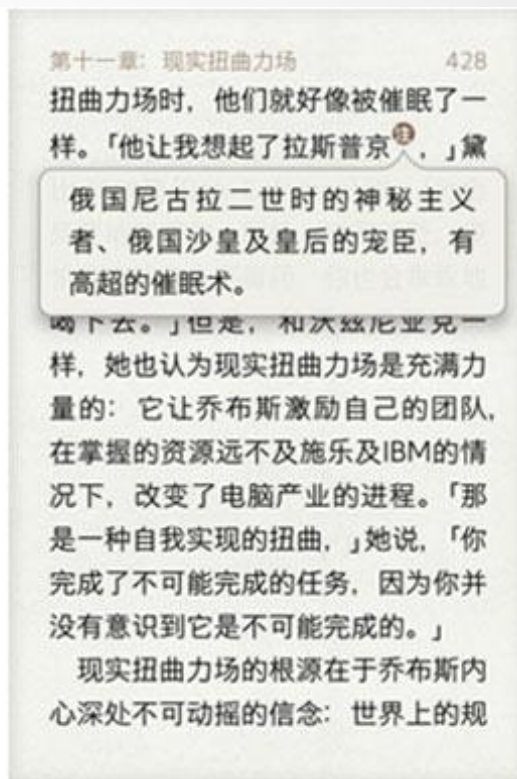 第十一章：现实扭曲力场 428
扭曲力场时，他们就好像被催眠了一
样。「他让我想起了拉斯普京注，」黛
俄国尼古拉二世时的神秘主义
者、俄国沙皇及皇后的宠臣，有
高超的催眠术。
喝下去。」但是，和沃兹尼亚克一
样，她也认为现实扭曲力场是充满力
量的：它让乔布斯激励自己的团队，
在掌握的资源远不及施乐及IBM的情
况下，改变了电脑产业的进程。「那
是一种自我实现的扭曲，」她说，「你
完成了不可能完成的任务，因为你并
没有意识到它是不可能完成的。」
现实扭曲力场的根源在于乔布斯内
心深处不可动摇的信念：世界上的规